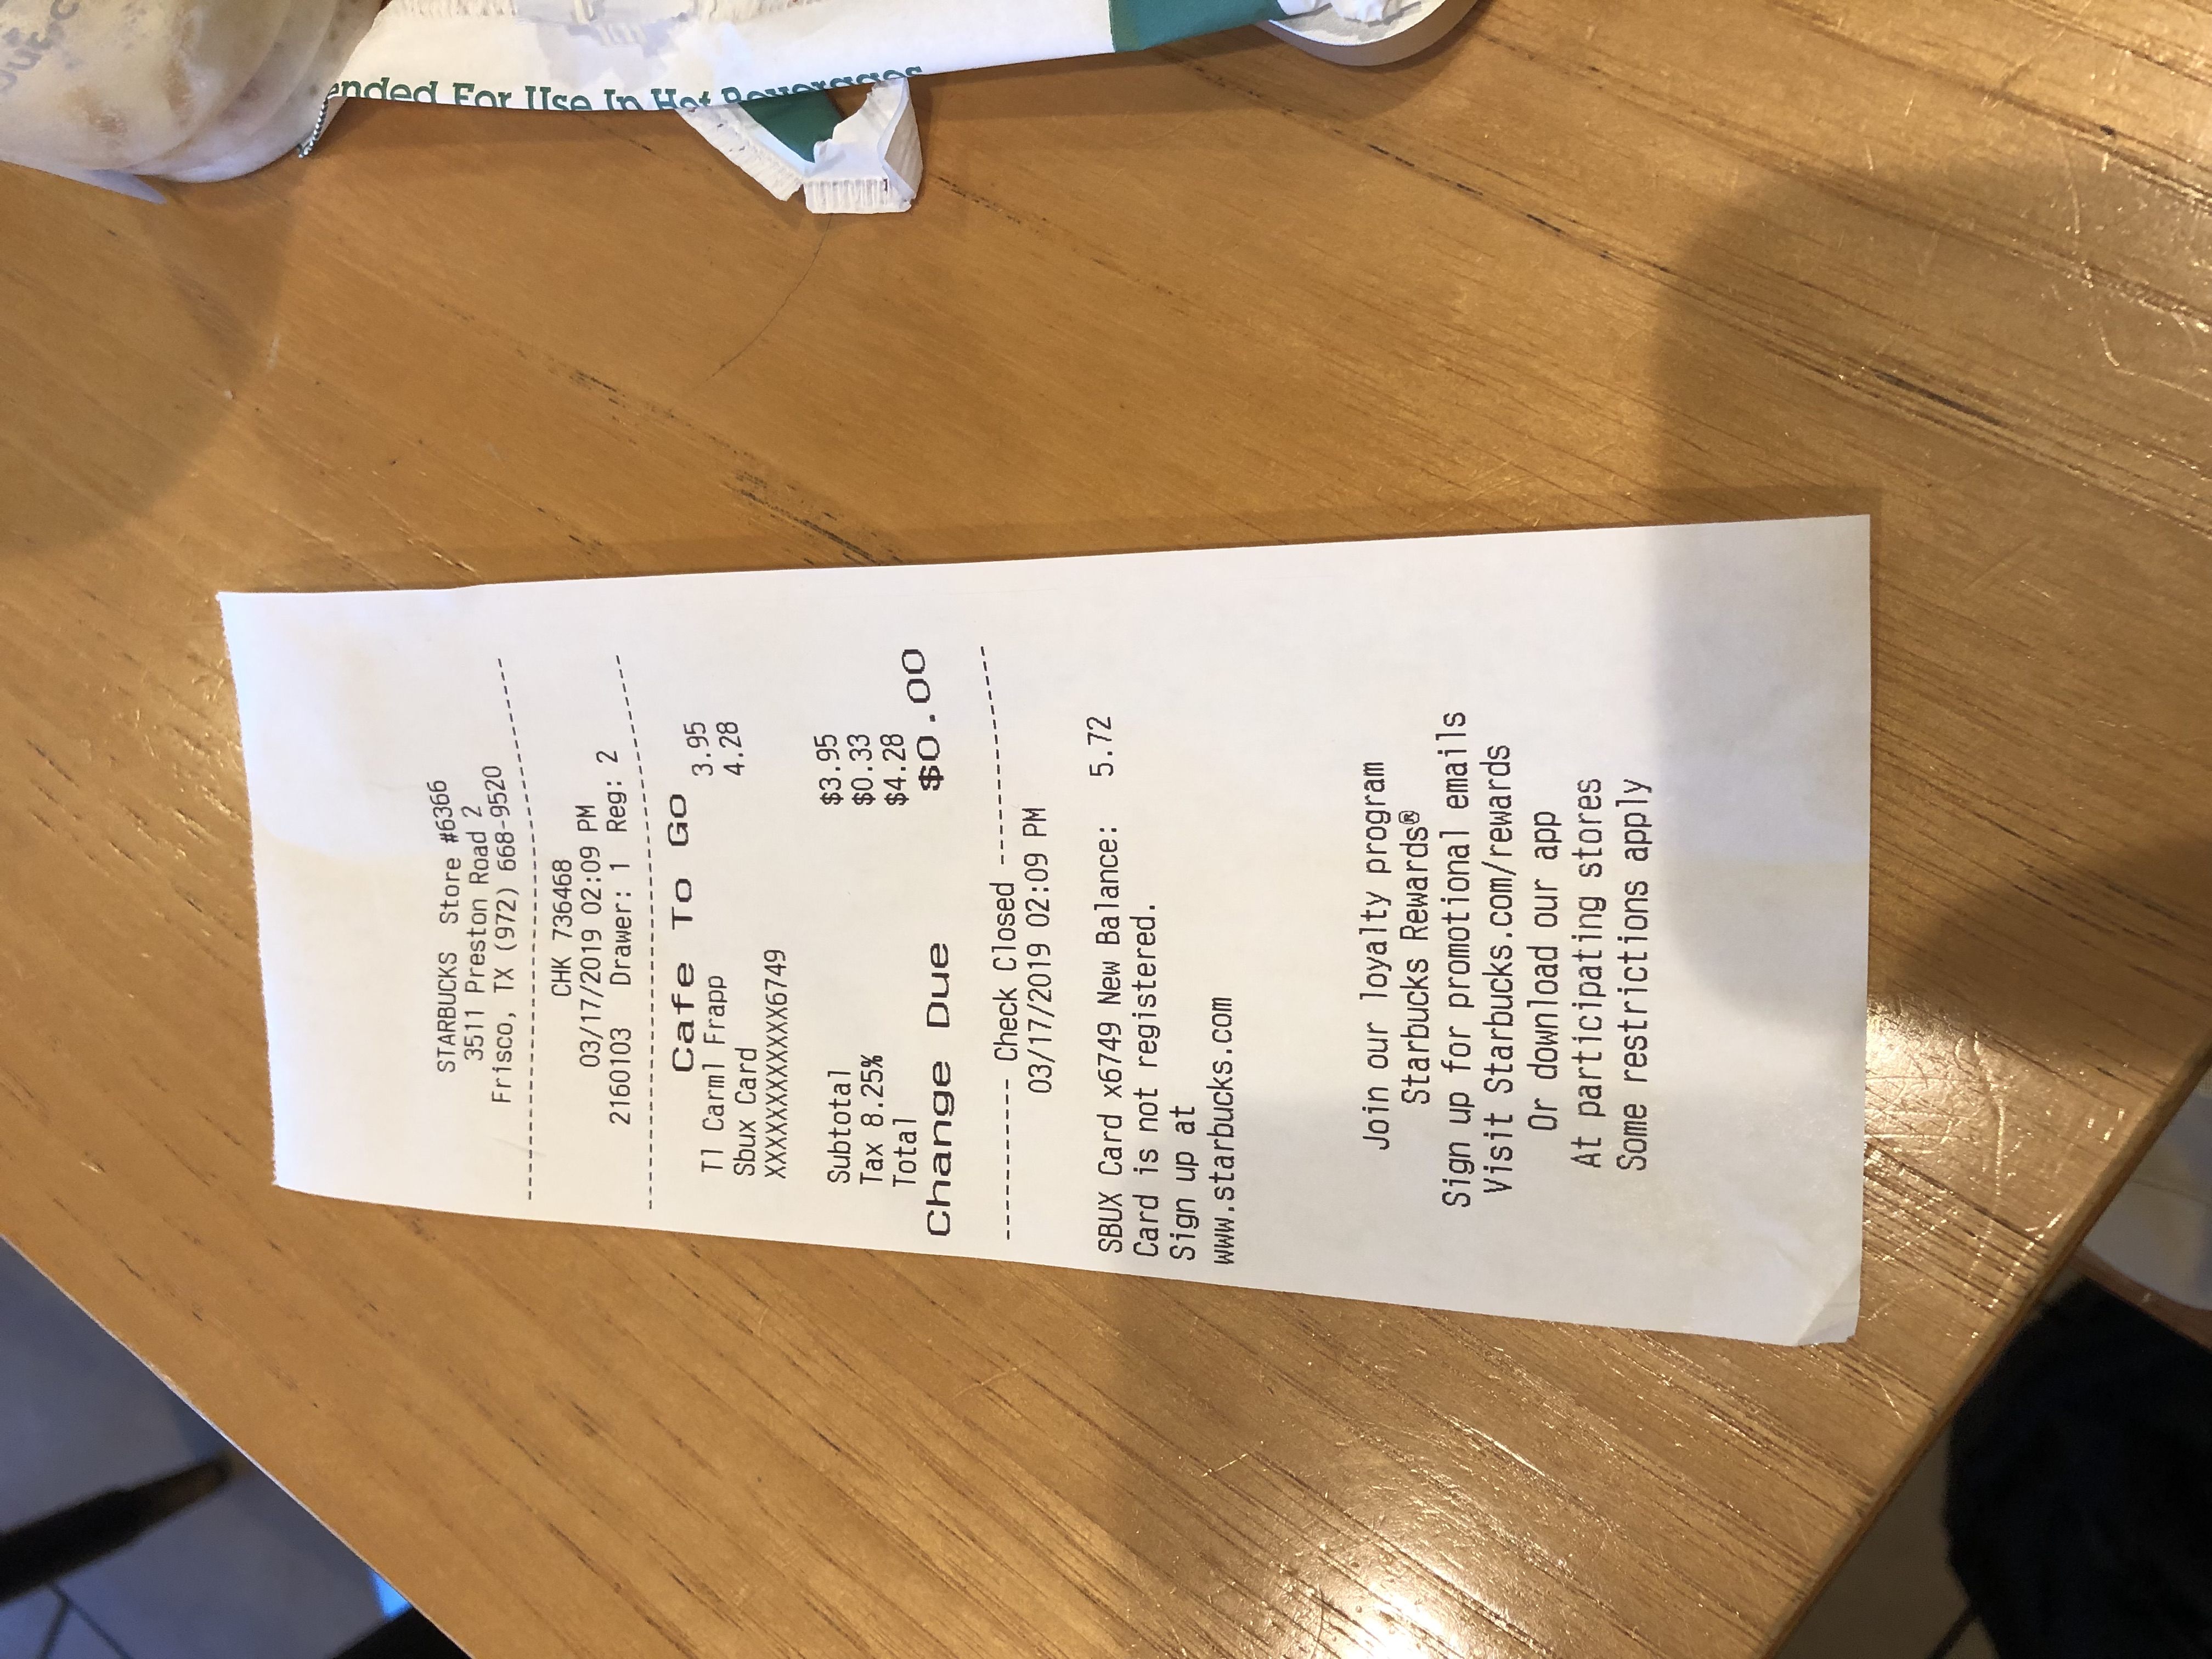 STARBUCKS Store #6366
3511 Preston Road 2
Frisco, TX (972) 668-9520
--------------------------------------------
CHK 736468
03/17/2019 02:09 PM
2160103 Drawer: 1 Reg: 2
--------------------------------------------
Cafe To Go
Tl Carml Frapp 3.95
Sbux Card 4.28
XXXXXXXXXXXX6749
Subtotal $3.95
Tax 8.25% $0.33
Total $4.28
Change Due $0.00
----------- Check Closed ---------------
03/17/2019 02:09 PM
SBUX Card x6749 New Balance: 5.72
Card is not registered.
Sign up at
www.starbucks.com
Join our loyalty program
Starbucks Rewards®
Sign up for promotional emails
Visit Starbucks.com/rewards
Or download our app
At participating stores
Some restrictions apply
For Use In Hot Beverages